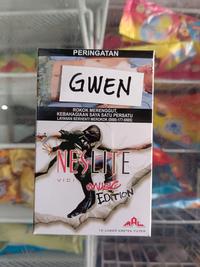 PERINGATAN
GWEN
ROKOK MERENGGUT
KEBAHAGIAAN SAYA SATU PERSATU
LAYANAN BERHENTI MEROKOK (0800-177-6565)
NESLITE
MUSIC
EDITION